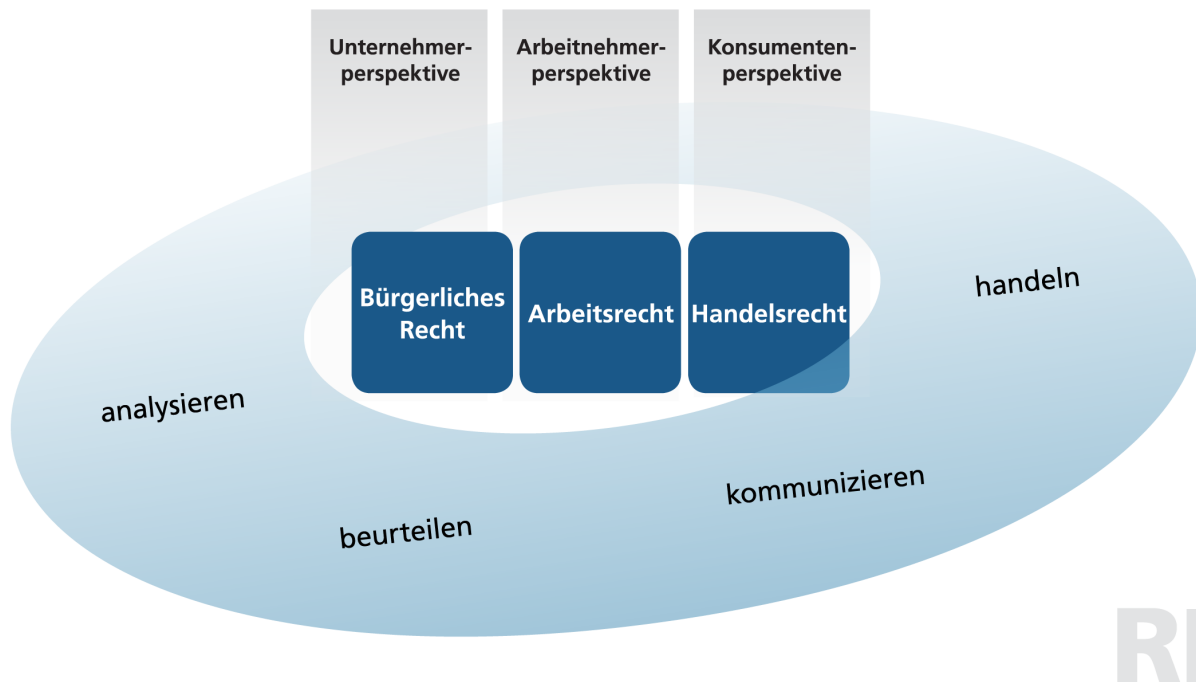 Unternehmer-
perspektive
Arbeitnehmer-
perspektive
Konsumenten-
perspektive
Bürgerliches
Recht
Arbeitsrecht
Handelsrecht
handeln
analysieren
kommunizieren
beurteilen